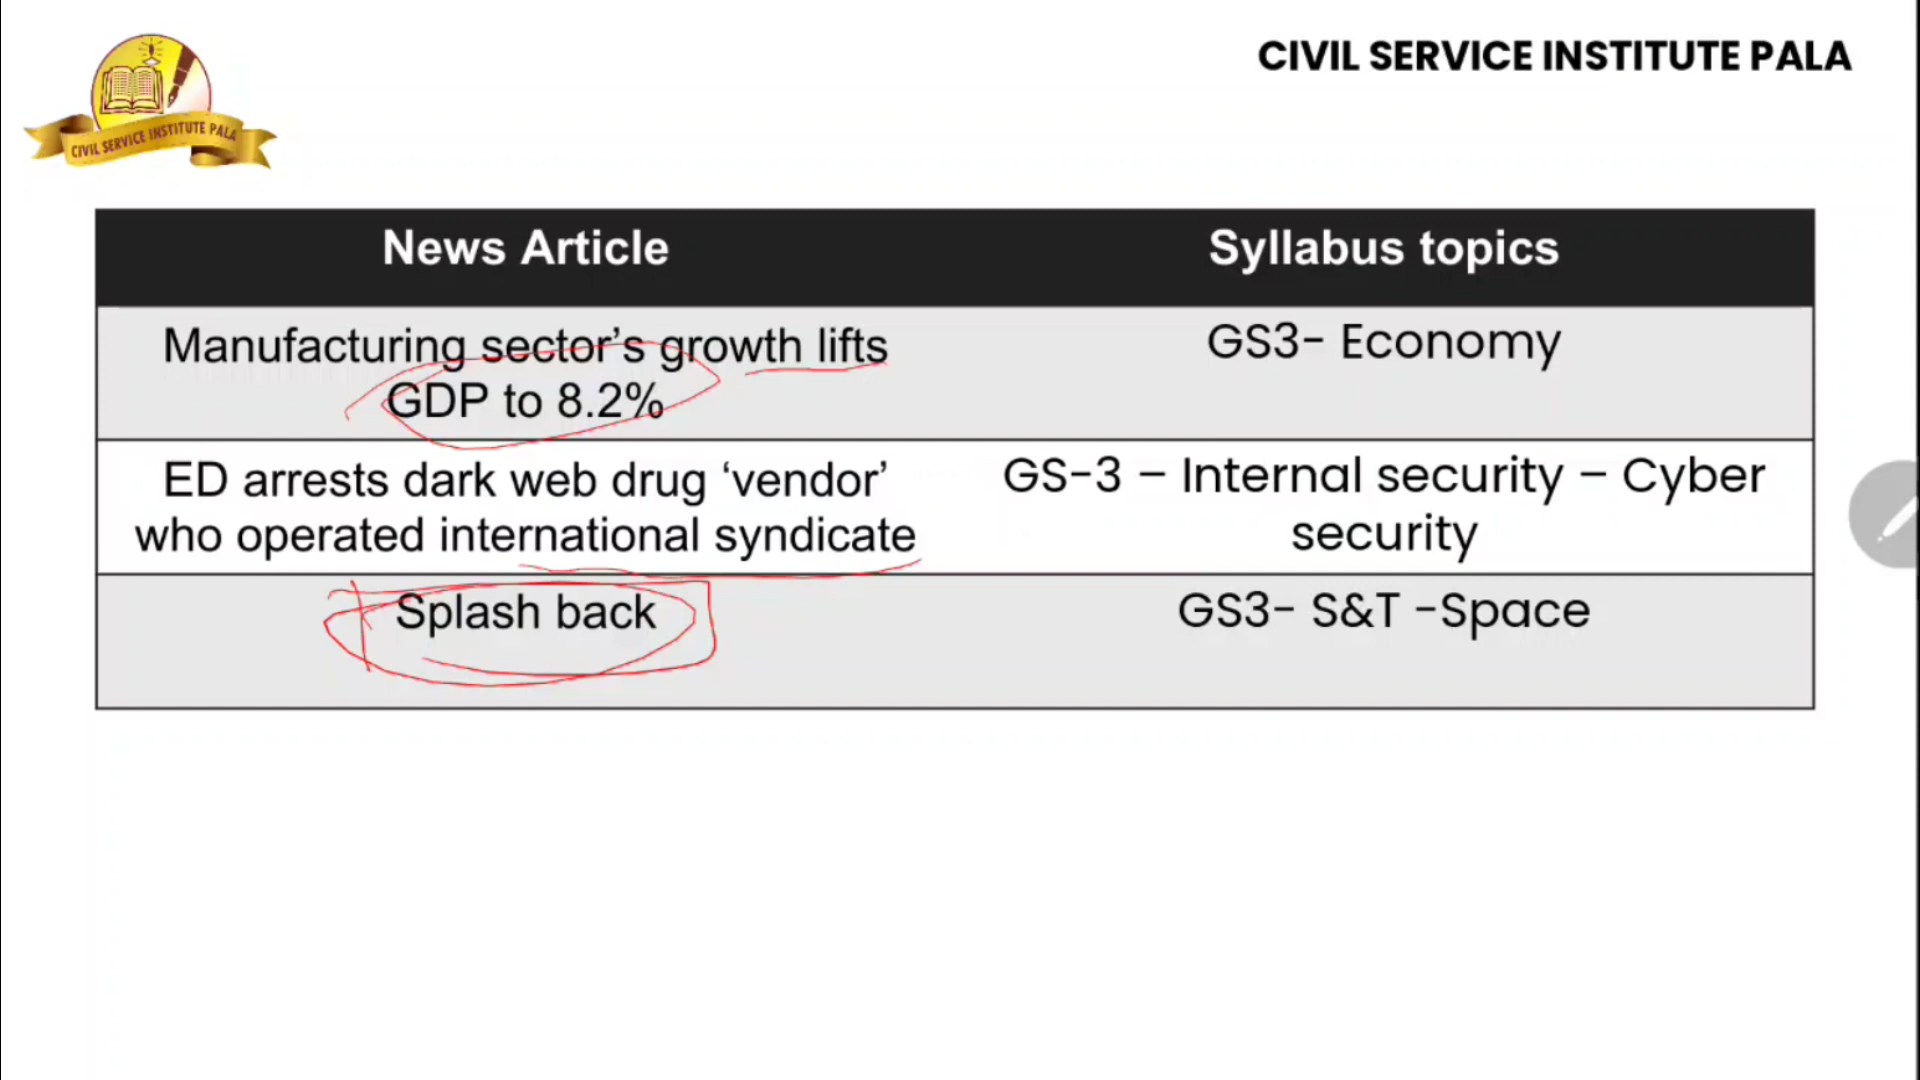 CIVIL SERVICE INSTITUTE PALA
CIVIL SERVICE INSTITUTE PALA
News Article
Syllabus topics
Manufacturing sector’s growth lifts
GDP to 8.2%
GS3- Economy
ED arrests dark web drug ‘vendor’
who operated international syndicate
GS-3 – Internal security – Cyber
security
Splash back
GS3- S&T -Space